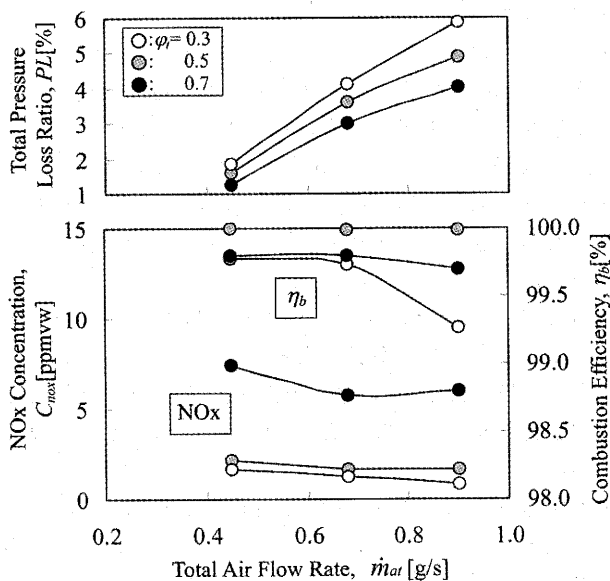 Total Pressure
Loss Ratio, PL[%]
6
5
4
3
2
1
:φt= 0.3
: 0.5
: 0.7
NOx Concentration,
Cnox[ppmvw]
15
10
5
0
ηb
NOx
100.0
99.5
99.0
98.5
98.0
Combustion Efficiency, ηb[%]
0.2 0.4 0.6 0.8 1.0
Total Air Flow Rate, ṁat [g/s]